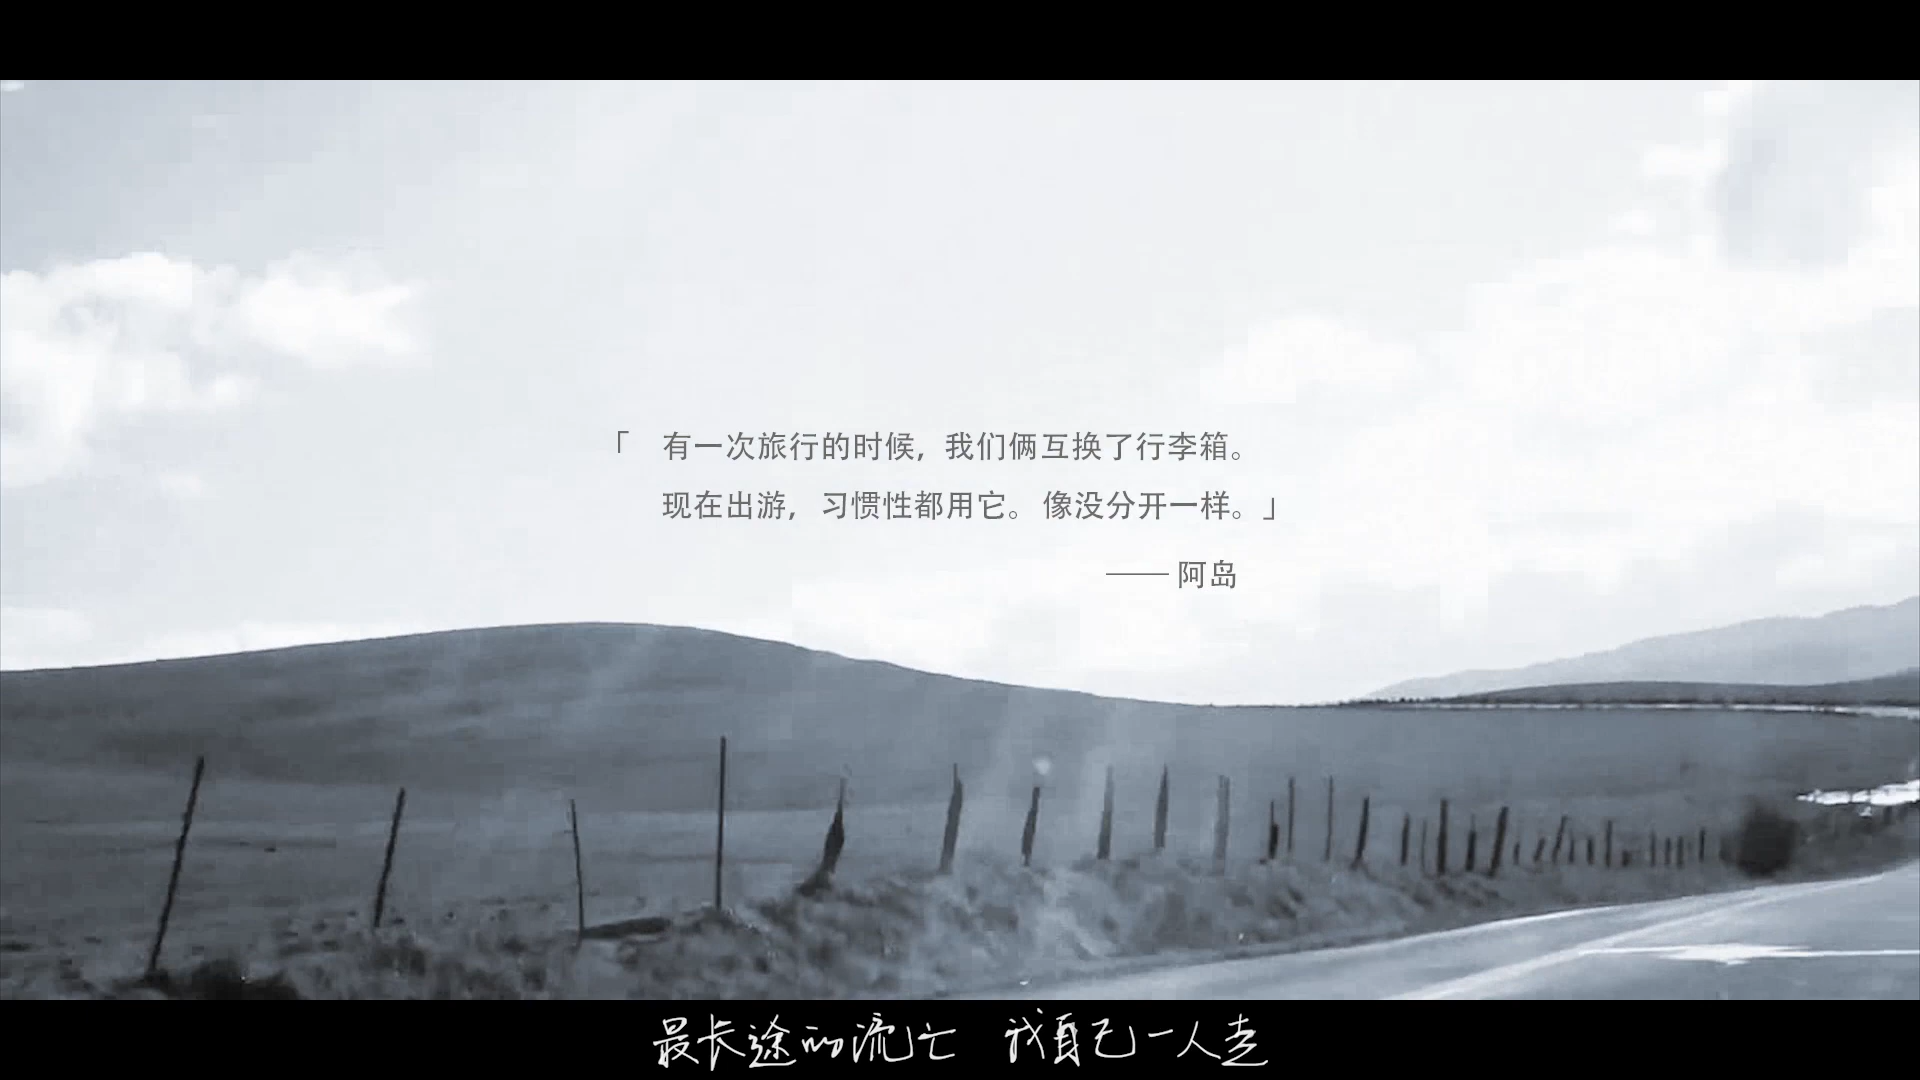 「 有一次旅行的时候，我们俩互换了行李箱。
现在出游，习惯性都用它。像没分开一样。」
—— 阿岛
最长途的流亡 我自己一人走